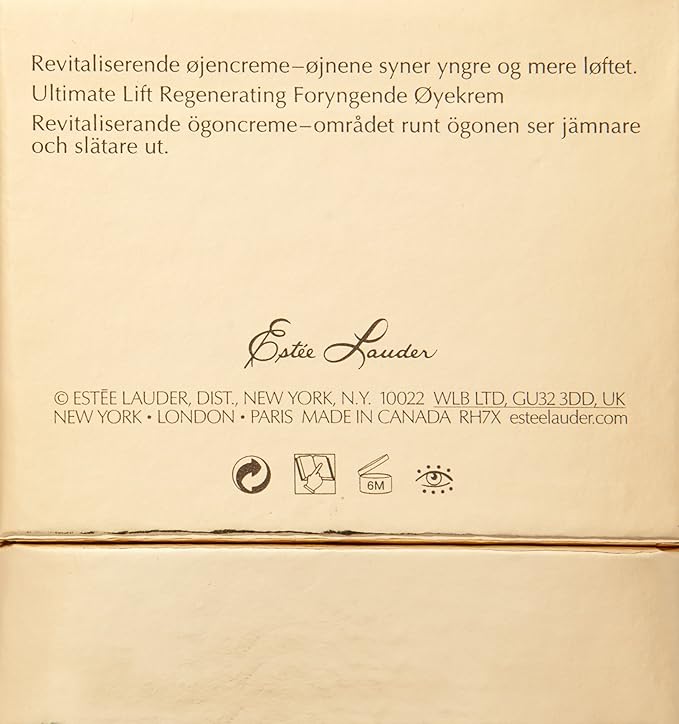 Revitaliserende øjencreme–øjnene syner yngre og mere løftet.
Ultimate Lift Regenerating Foryngende Øyekrem
Revitaliserande ögoncreme–området runt ögonen ser jämnare
och slätare ut.
Estée Lauder
© ESTĒE LAUDER, DIST., NEW YORK, N.Y. 10022 WLB LTD, GU32 3DD, UK
NEW YORK • LONDON • PARIS MADE IN CANADA RH7X esteelauder.com
6M